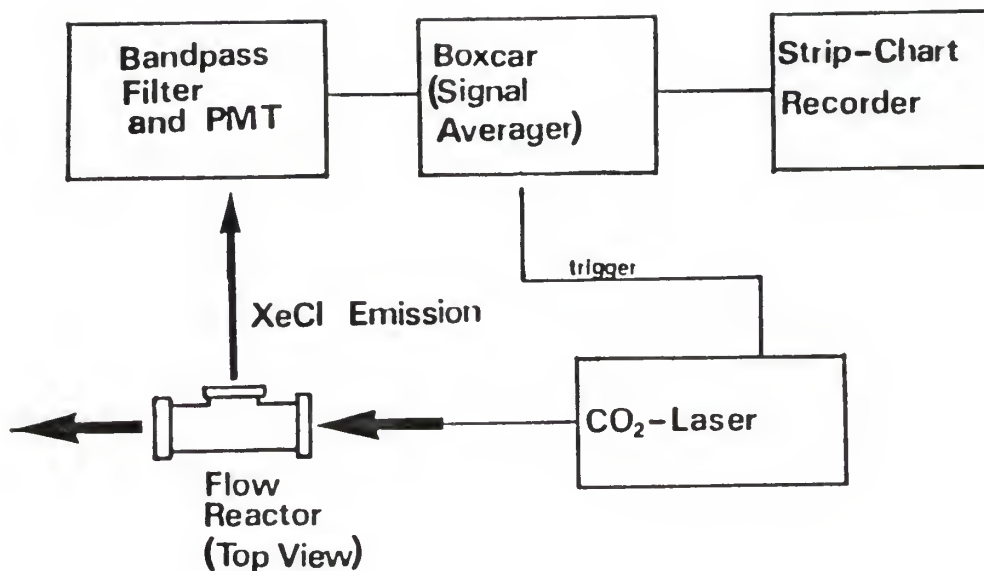 Bandpass
Filter
and PMT
Boxcar
(Signal
Averager)
Strip-Chart
Recorder
trigger
XeCl Emission
CO₂-Laser
Flow
Reactor
(Top View)